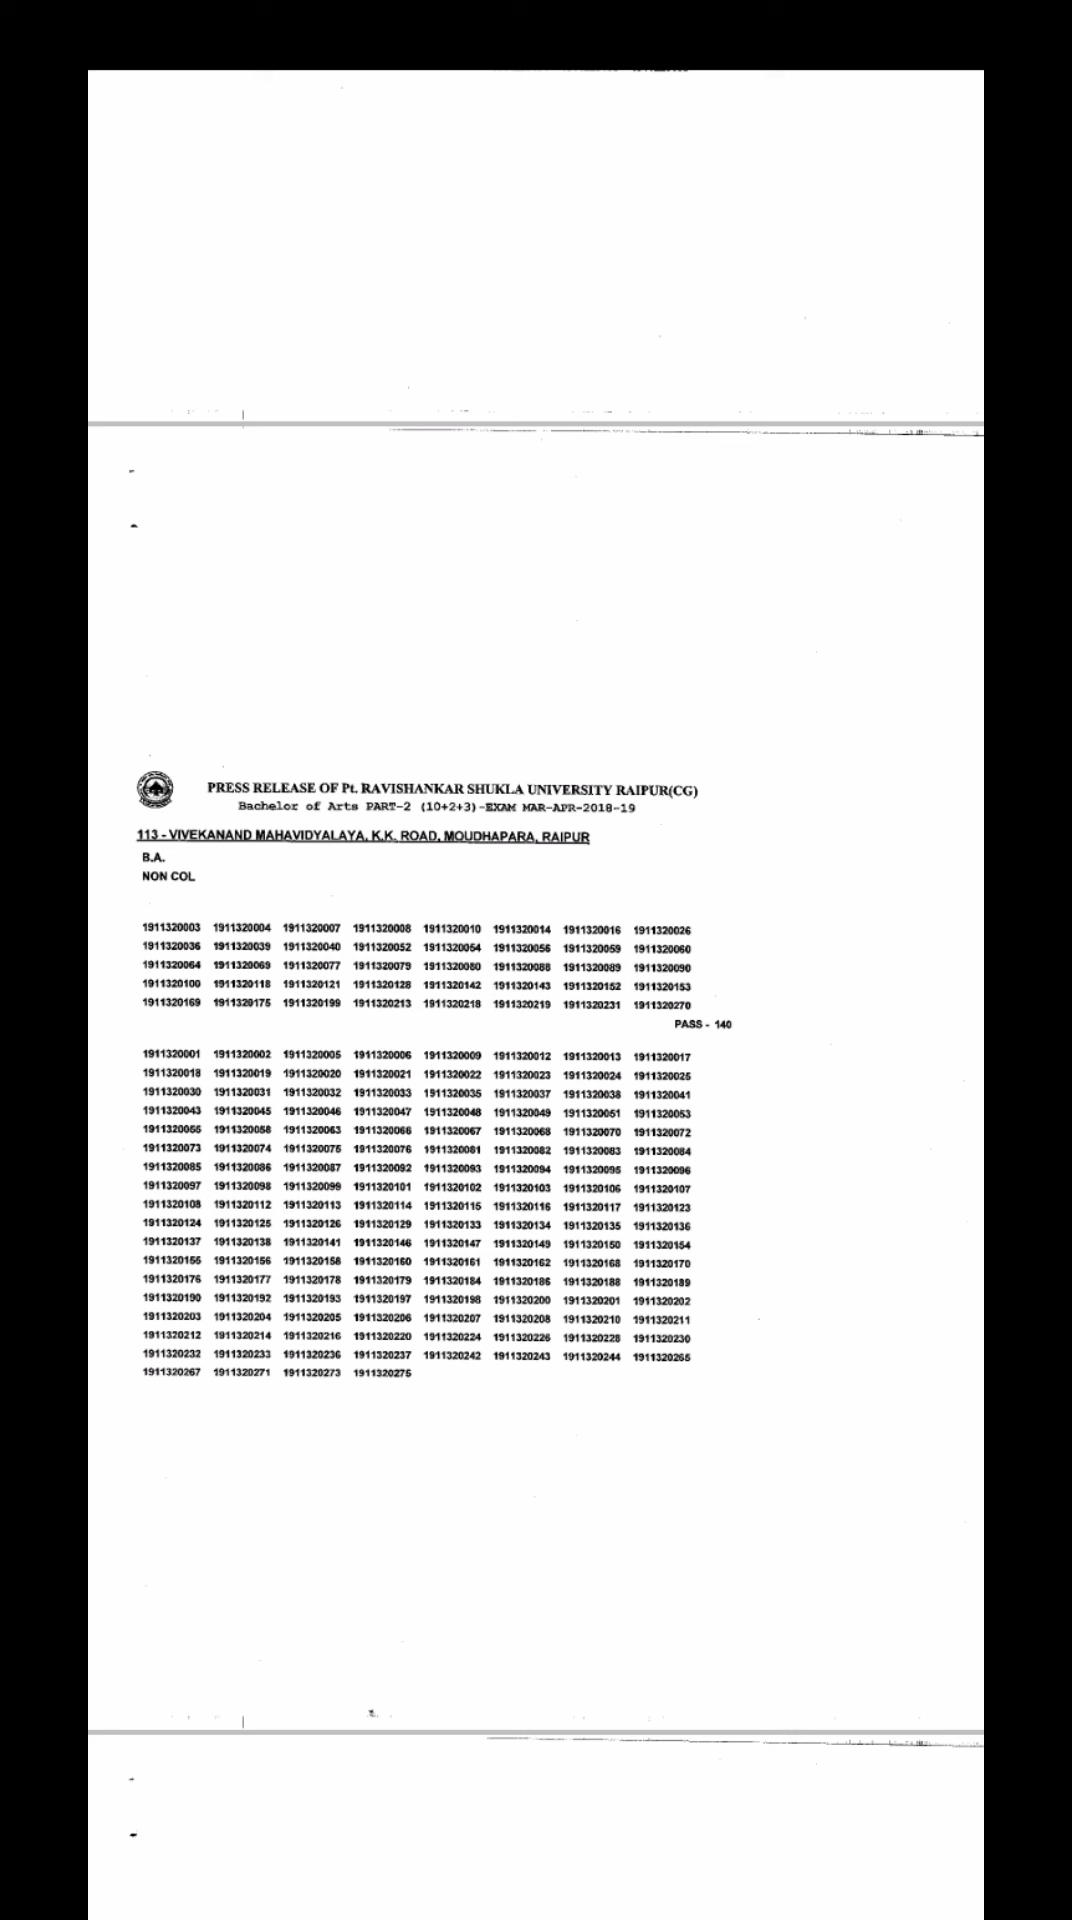 PRESS RELEASE OF Pt. RAVISHANKAR SHUKLA UNIVERSITY RAIPUR(CG)
Bachelor of Arts PART-2 (10+2+3)-EXAM MAR-APR-2018-19
113 - VIVEKANAND MAHAVIDYALAYA, K.K. ROAD, MOUDHAPARA, RAIPUR
B.A.
NON COL
1911320003 1911320004 1911320007 1911320008 1911320010 1911320014 1911320016 1911320026
1911320036 1911320039 1911320040 1911320052 1911320054 1911320056 1911320059 1911320060
1911320064 1911320069 1911320077 1911320079 1911320080 1911320088 1911320089 1911320090
1911320100 1911320118 1911320121 1911320128 1911320142 1911320143 1911320152 1911320153
1911320169 1911320175 1911320199 1911320213 1911320218 1911320219 1911320231 1911320270
PASS - 140
1911320001 1911320002 1911320005 1911320006 1911320009 1911320012 1911320013 1911320017
1911320018 1911320019 1911320020 1911320021 1911320022 1911320023 1911320024 1911320025
1911320030 1911320031 1911320032 1911320033 1911320035 1911320037 1911320038 1911320041
1911320043 1911320045 1911320046 1911320047 1911320048 1911320049 1911320051 1911320053
1911320055 1911320058 1911320063 1911320066 1911320067 1911320068 1911320070 1911320072
1911320073 1911320074 1911320075 1911320076 1911320081 1911320082 1911320083 1911320084
1911320085 1911320086 1911320087 1911320092 1911320093 1911320094 1911320095 1911320096
1911320097 1911320098 1911320099 1911320101 1911320102 1911320103 1911320106 1911320107
1911320108 1911320112 1911320113 1911320114 1911320115 1911320116 1911320117 1911320123
1911320124 1911320125 1911320126 1911320129 1911320133 1911320134 1911320135 1911320136
1911320137 1911320138 1911320141 1911320146 1911320147 1911320149 1911320150 1911320154
1911320155 1911320156 1911320158 1911320160 1911320161 1911320162 1911320168 1911320170
1911320176 1911320177 1911320178 1911320179 1911320184 1911320186 1911320188 1911320189
1911320190 1911320192 1911320193 1911320197 1911320198 1911320200 1911320201 1911320202
1911320203 1911320204 1911320205 1911320206 1911320207 1911320208 1911320210 1911320211
1911320212 1911320214 1911320216 1911320220 1911320224 1911320226 1911320228 1911320230
1911320232 1911320233 1911320236 1911320237 1911320242 1911320243 1911320244 1911320265
1911320267 1911320271 1911320273 1911320275